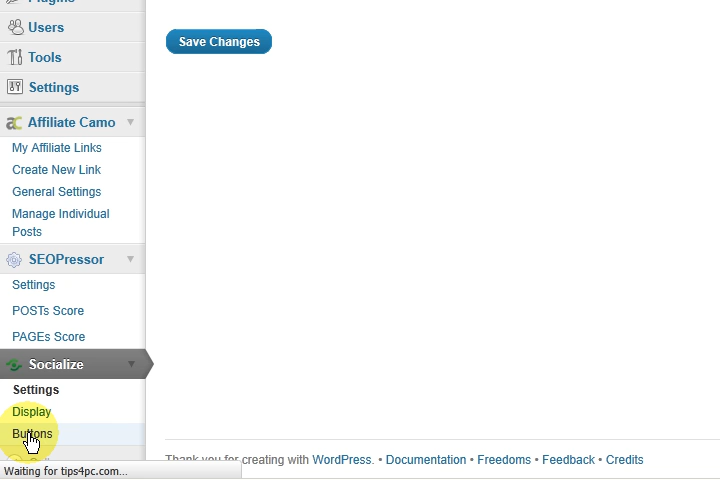 Plugins
Users
Tools
Settings
ac Affiliate Camo
My Affiliate Links
Create New Link
General Settings
Manage Individual
Posts
SEOPressor
Settings
POSTs Score
PAGEs Score
Socialize
Settings
Display
Buttons
Waiting for tips4pc.com...
Save Changes
Thank you for creating with WordPress. • Documentation • Freedoms • Feedback • Credits